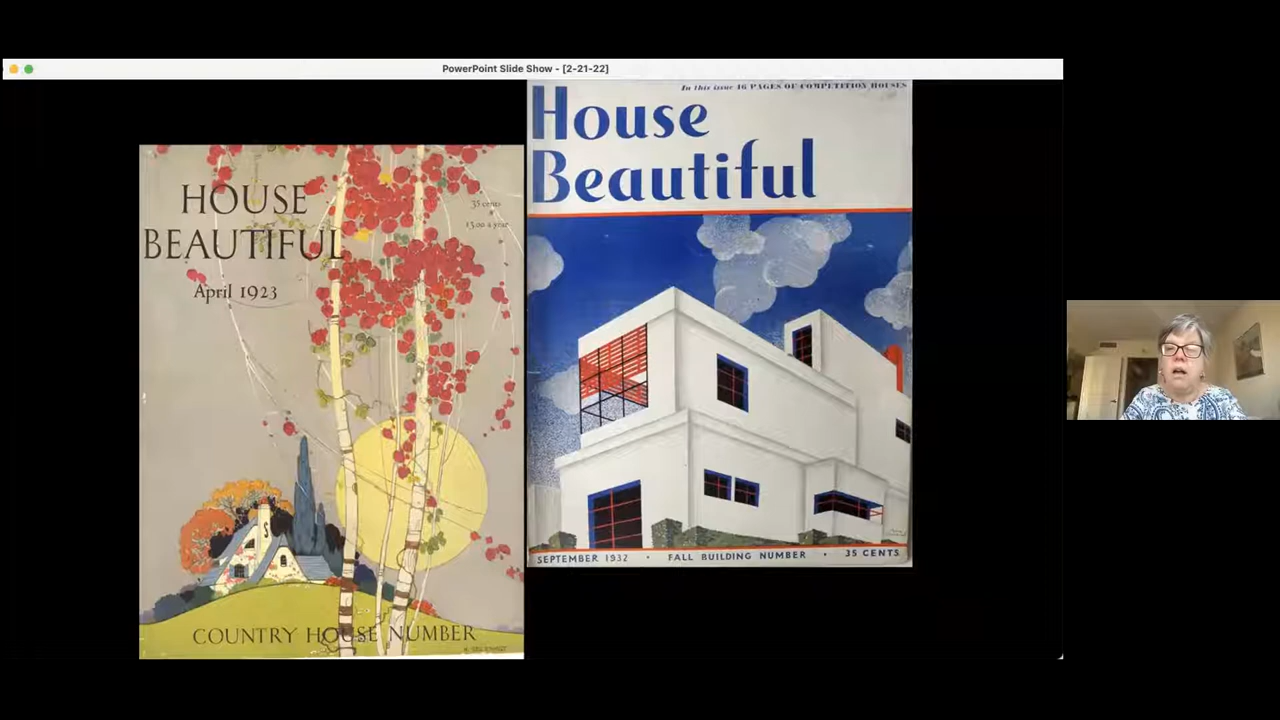 PowerPoint Slide Show - [2-21-22]
HOUSE
BEAUTIFUL
April 1923
35 cents
COUNTRY HOUSE NUMBER
In this issue 16 PAGES OF COMPETITION HOUSES
House
Beautiful
SEPTEMBER 1932 • FALL BUILDING NUMBER • 35 CENTS